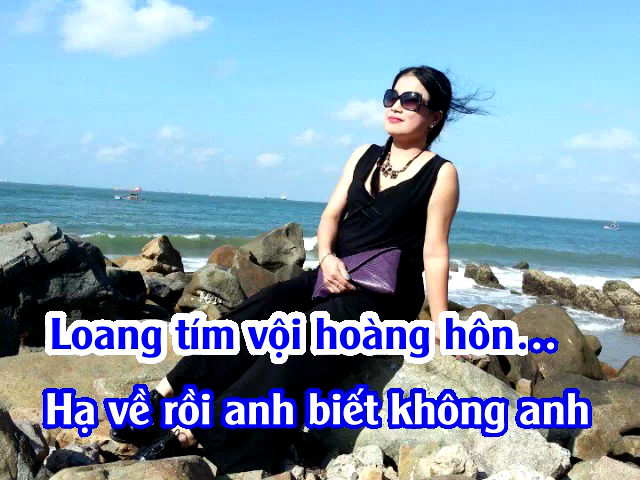 Loang tím vội hoàng hôn...
Hạ về rồi anh biết không anh